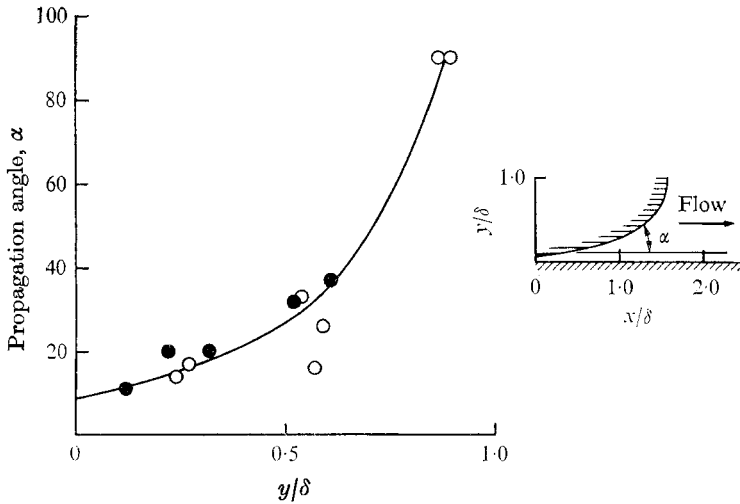 Propagation angle, α
100
80
60
40
20
0
0·5
1·0
y/δ
1·0
y/δ
Flow
α
0
1·0
2·0
x/δ